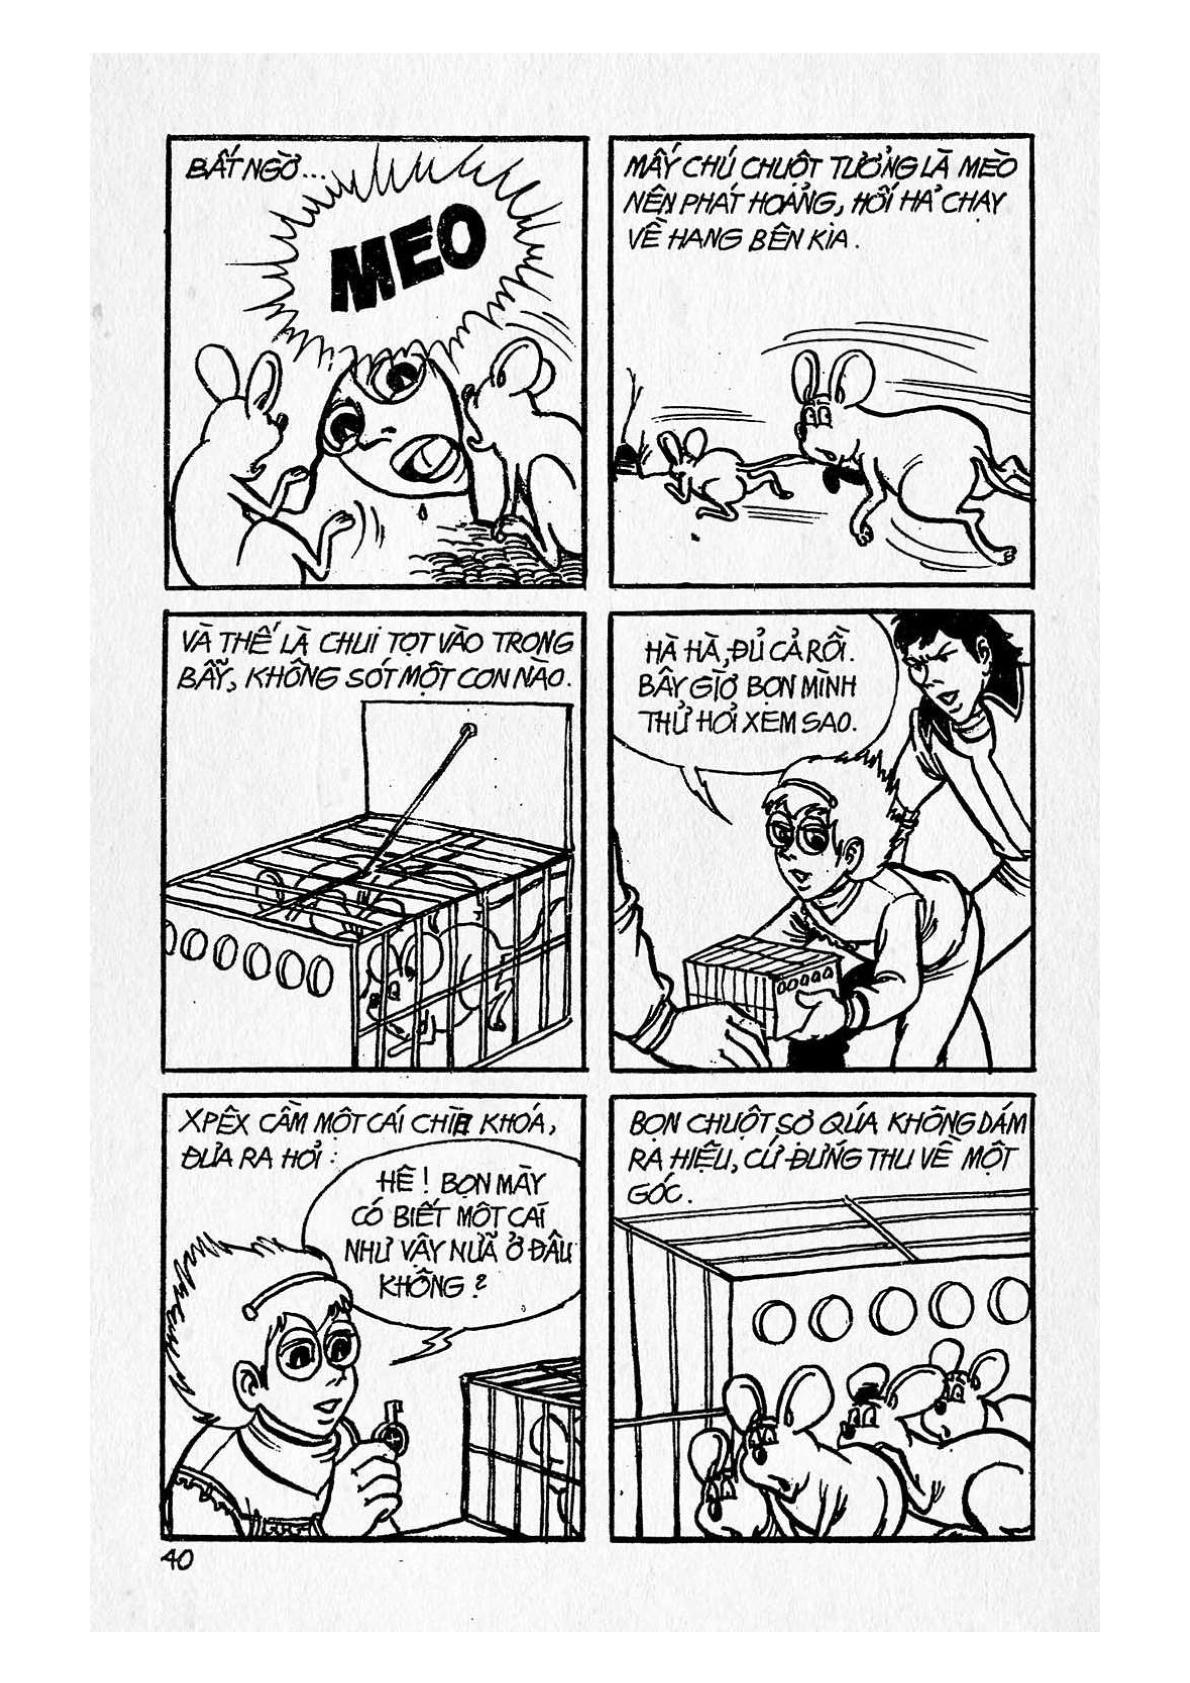 BẤT NGỜ...
MEO
MẤY CHÚ CHUỘT TƯỞNG LÀ MÈO
NÊN PHÁT HOẢNG, HỐI HẢ CHẠY
VỀ HANG BÊN KIA.
VÀ THẾ LÀ CHUI TỌT VÀO TRONG
BẪY, KHÔNG SÓT MỘT CON NÀO.
HÀ HÀ, ĐỦ CẢ RỒI.
BÂY GIỜ BỌN MÌNH
THỬ HỎI XEM SAO.
XPÊX CẦM MỘT CÁI CHÌA KHOÁ,
ĐƯA RA HỎI:
HÊ! BỌN MÀY
CÓ BIẾT MỘT CÁI
NHƯ VẬY NỮA Ở ĐÂU
KHÔNG?
BỌN CHUỘT SỢ QÚA KHÔNG DÁM
RA HIỆU, CỨ ĐỨNG THU VỀ MỘT
GÓC.
40